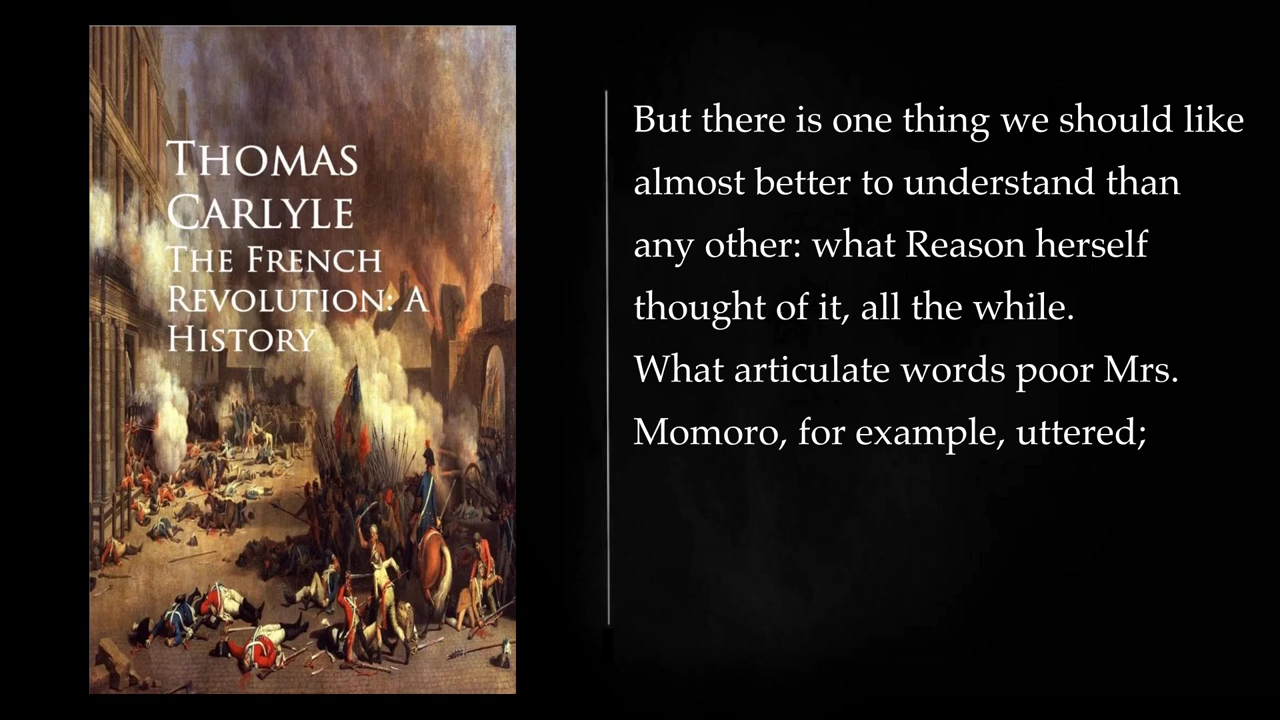 THOMAS
CARLYLE
THE FRENCH
REVOLUTION: A
HISTORY
But there is one thing we should like
almost better to understand than
any other: what Reason herself
thought of it, all the while.
What articulate words poor Mrs.
Momoro, for example, uttered;